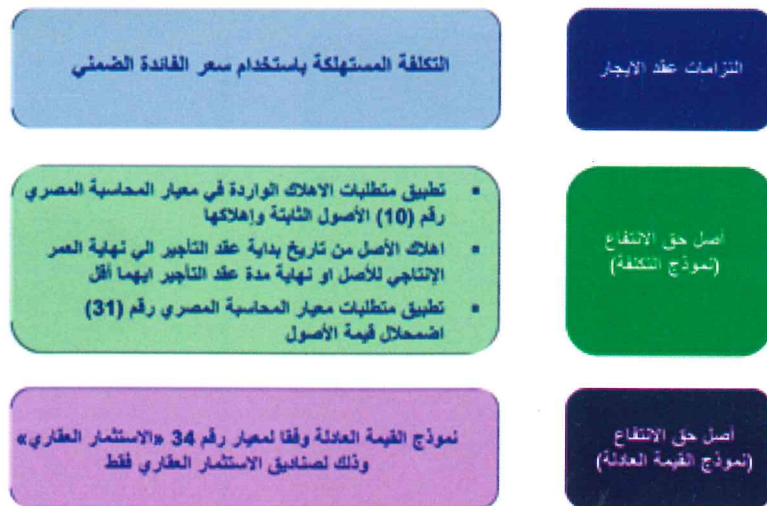 التزامات عقد الايجار
التكلفة المستهلكة باستخدام سعر الفائدة الضمني
أصل حق الانتفاع
(نموذج التكلفة)
▪ تطبيق متطلبات الاهلاك الواردة في معيار المحاسبة المصري
رقم (10) الأصول الثابتة وإهلاكها
▪ اهلاك الأصل من تاريخ بداية عقد التأجير الي نهاية العمر
الإنتاجي للأصل او نهاية مدة عقد التأجير ايهما أقل
▪ تطبيق متطلبات معيار المحاسبة المصري رقم (31)
اضمحلال قيمة الأصول
أصل حق الانتفاع
(نموذج القيمة العادلة)
نموذج القيمة العادلة وفقا لمعيار رقم 34 «الاستثمار العقاري»
وذلك لصناديق الاستثمار العقاري فقط